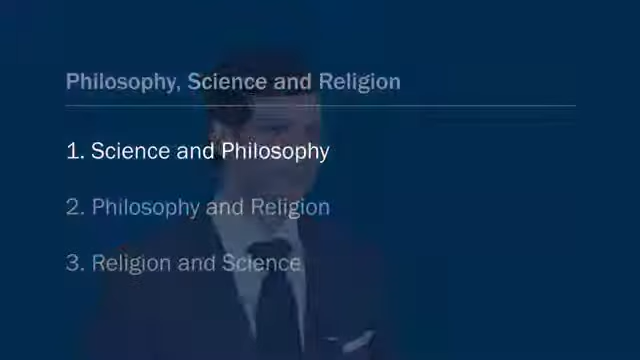 Philosophy, Science and Religion
1. Science and Philosophy
2. Philosophy and Religion
3. Religion and Science